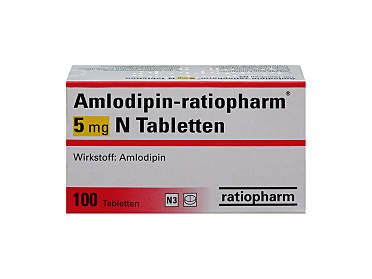 Amlodipin-ratiopharm®
5 mg N Tabletten
Wirkstoff: Amlodipin
100 Tabletten
N3
ratiopharm